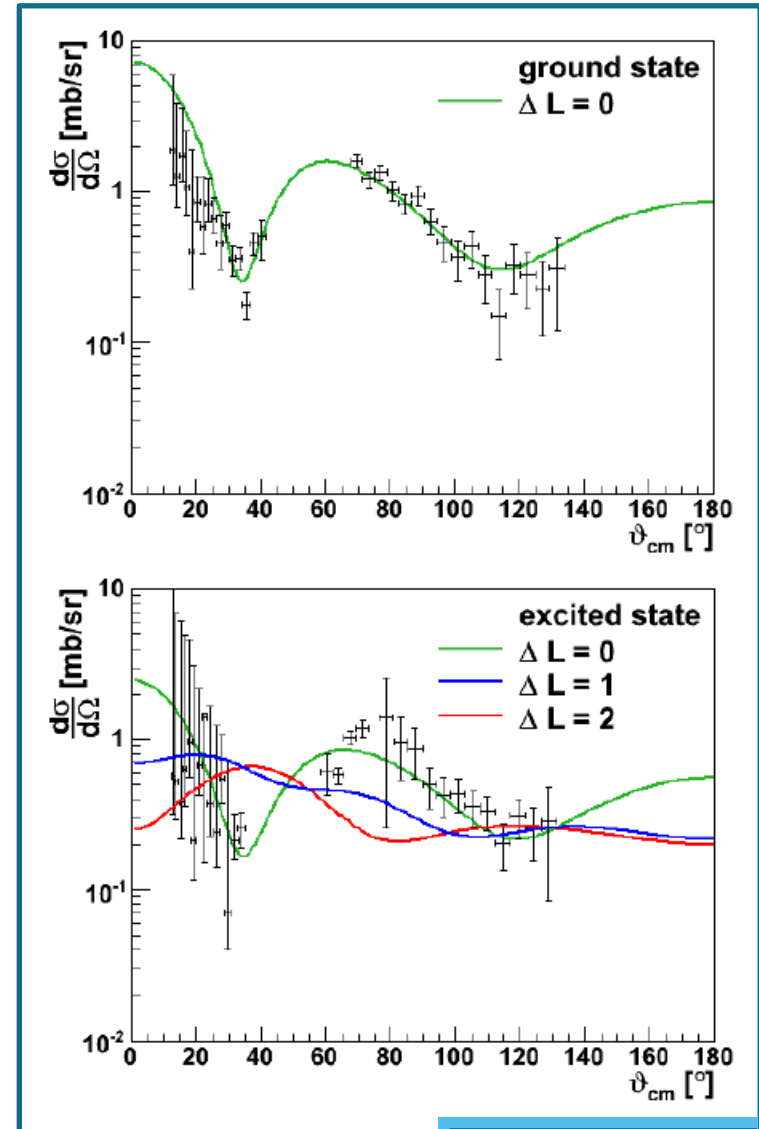 10
ground state
Δ L = 0
dσ
dΩ [mb/sr]
1
10⁻¹
10⁻²
0 20 40 60 80 100 120 140 160 180
ϑcm [°]
10
excited state
Δ L = 0
Δ L = 1
Δ L = 2
dσ
dΩ [mb/sr]
1
10⁻¹
10⁻²
0 20 40 60 80 100 120 140 160 180
ϑcm [°]